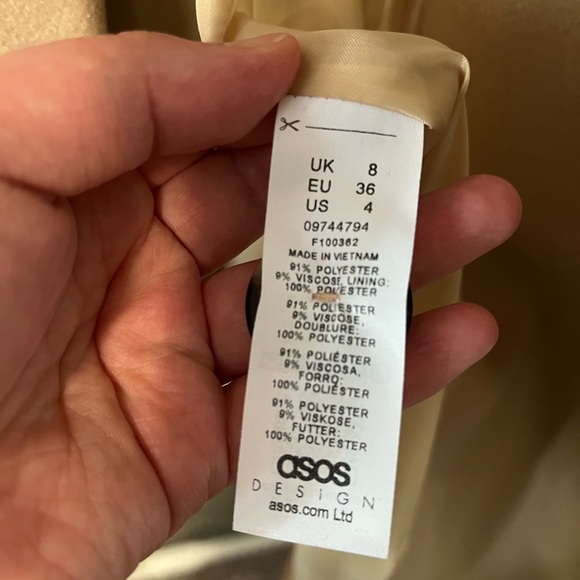 UK 8
EU 36
US 4
09744794
F100362
MADE IN VIETNAM
91% POLYESTER
9% VISCOSE, LINING:
100% POLYESTER
91% POLYESTER
9% VISCOSE,
DOUBLURE:
100% POLYESTER
91% POLIÉSTER
9% VISCOSA,
FORRO:
100% POLIÉSTER
91% POLYESTER
9% VISKOSE,
FUTTER:
100% POLYESTER
asos
DESIGN
asos.com Ltd